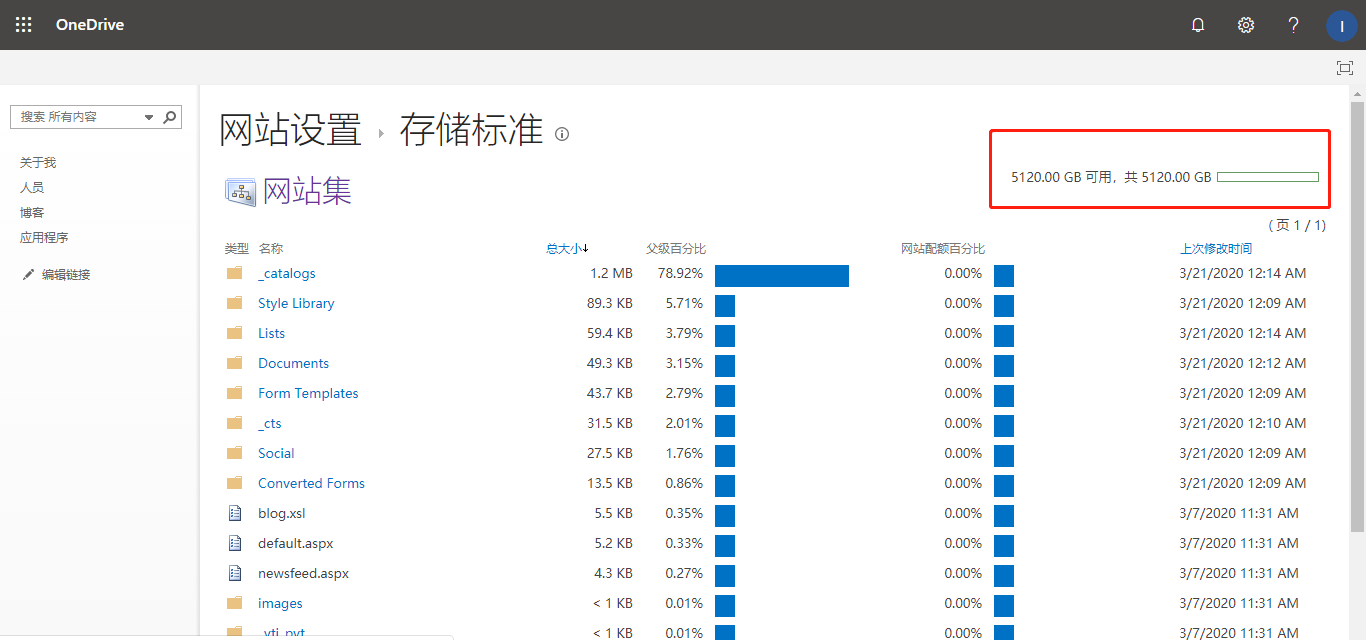 OneDrive
I
搜索 所有内容
关于我
人员
博客
应用程序
编辑链接
网站设置 存储标准
网站集
5120.00 GB 可用，共 5120.00 GB
( 页 1 / 1)
类型 名称 总大小↓ 父级百分比 网站配额百分比 上次修改时间
_catalogs 1.2 MB 78.92% 0.00% 3/21/2020 12:14 AM
Style Library 89.3 KB 5.71% 0.00% 3/21/2020 12:09 AM
Lists 59.4 KB 3.79% 0.00% 3/21/2020 12:14 AM
Documents 49.3 KB 3.15% 0.00% 3/21/2020 12:12 AM
Form Templates 43.7 KB 2.79% 0.00% 3/21/2020 12:09 AM
_cts 31.5 KB 2.01% 0.00% 3/21/2020 12:10 AM
Social 27.5 KB 1.76% 0.00% 3/21/2020 12:09 AM
Converted Forms 13.5 KB 0.86% 0.00% 3/21/2020 12:09 AM
blog.xsl 5.5 KB 0.35% 0.00% 3/7/2020 11:31 AM
default.aspx 5.2 KB 0.33% 0.00% 3/7/2020 11:31 AM
newsfeed.aspx 4.3 KB 0.27% 0.00% 3/7/2020 11:31 AM
images < 1 KB 0.01% 0.00% 3/7/2020 11:31 AM
_vti_pvt < 1 KB 0.01% 0.00% 3/7/2020 11:31 AM